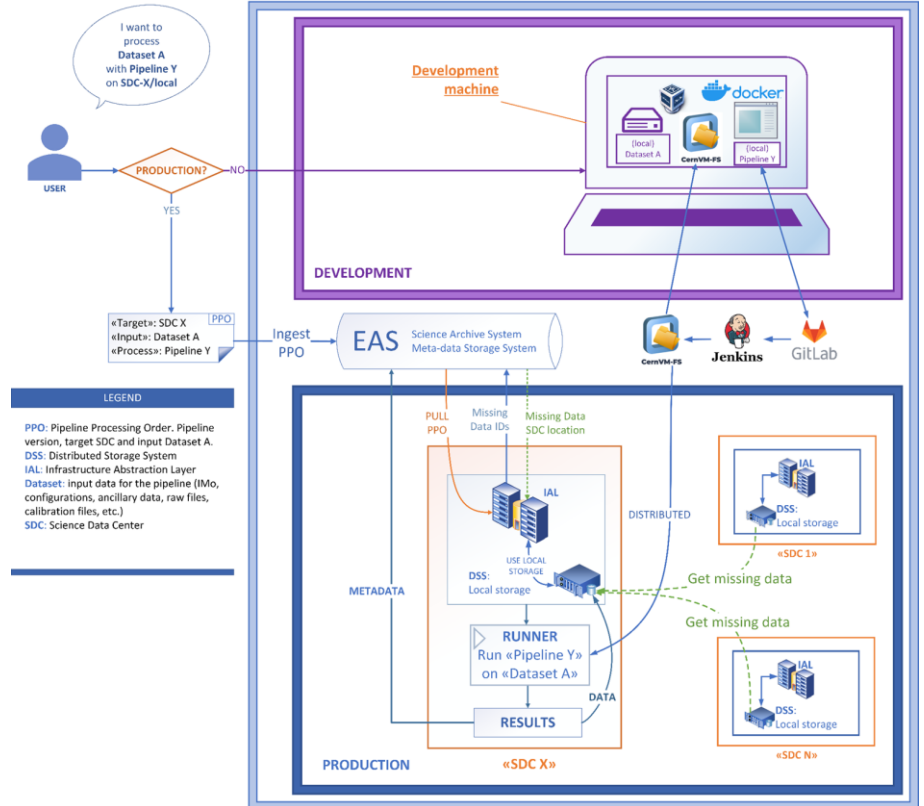 I want to
process
Dataset A
with Pipeline Y
on SDC-X/local
USER
PRODUCTION?
NO
YES
Development
machine
docker
(local)
Dataset A
CernVM-FS
(local)
Pipeline Y
DEVELOPMENT
«Target»: SDC X
«Input»: Dataset A
«Process»: Pipeline Y
PPO
Ingest
PPO
EAS
Science Archive System
Meta-data Storage System
CernVM-FS
Jenkins
GitLab
LEGEND
PPO: Pipeline Processing Order. Pipeline
version, target SDC and input Dataset A.
DSS: Distributed Storage System
IAL: Infrastructure Abstraction Layer
Dataset: input data for the pipeline (IMo,
configurations, ancillary data, raw files,
calibration files, etc.)
SDC: Science Data Center
PULL
PPO
Missing
Data IDs
Missing Data
SDC location
IAL
USE LOCAL
STORAGE
DSS:
Local storage
METADATA
DISTRIBUTED
RUNNER
Run «Pipeline Y»
on «Dataset A»
DATA
RESULTS
«SDC X»
PRODUCTION
IAL
DSS:
Local storage
«SDC 1»
Get missing data
Get missing data
IAL
DSS:
Local storage
«SDC N»